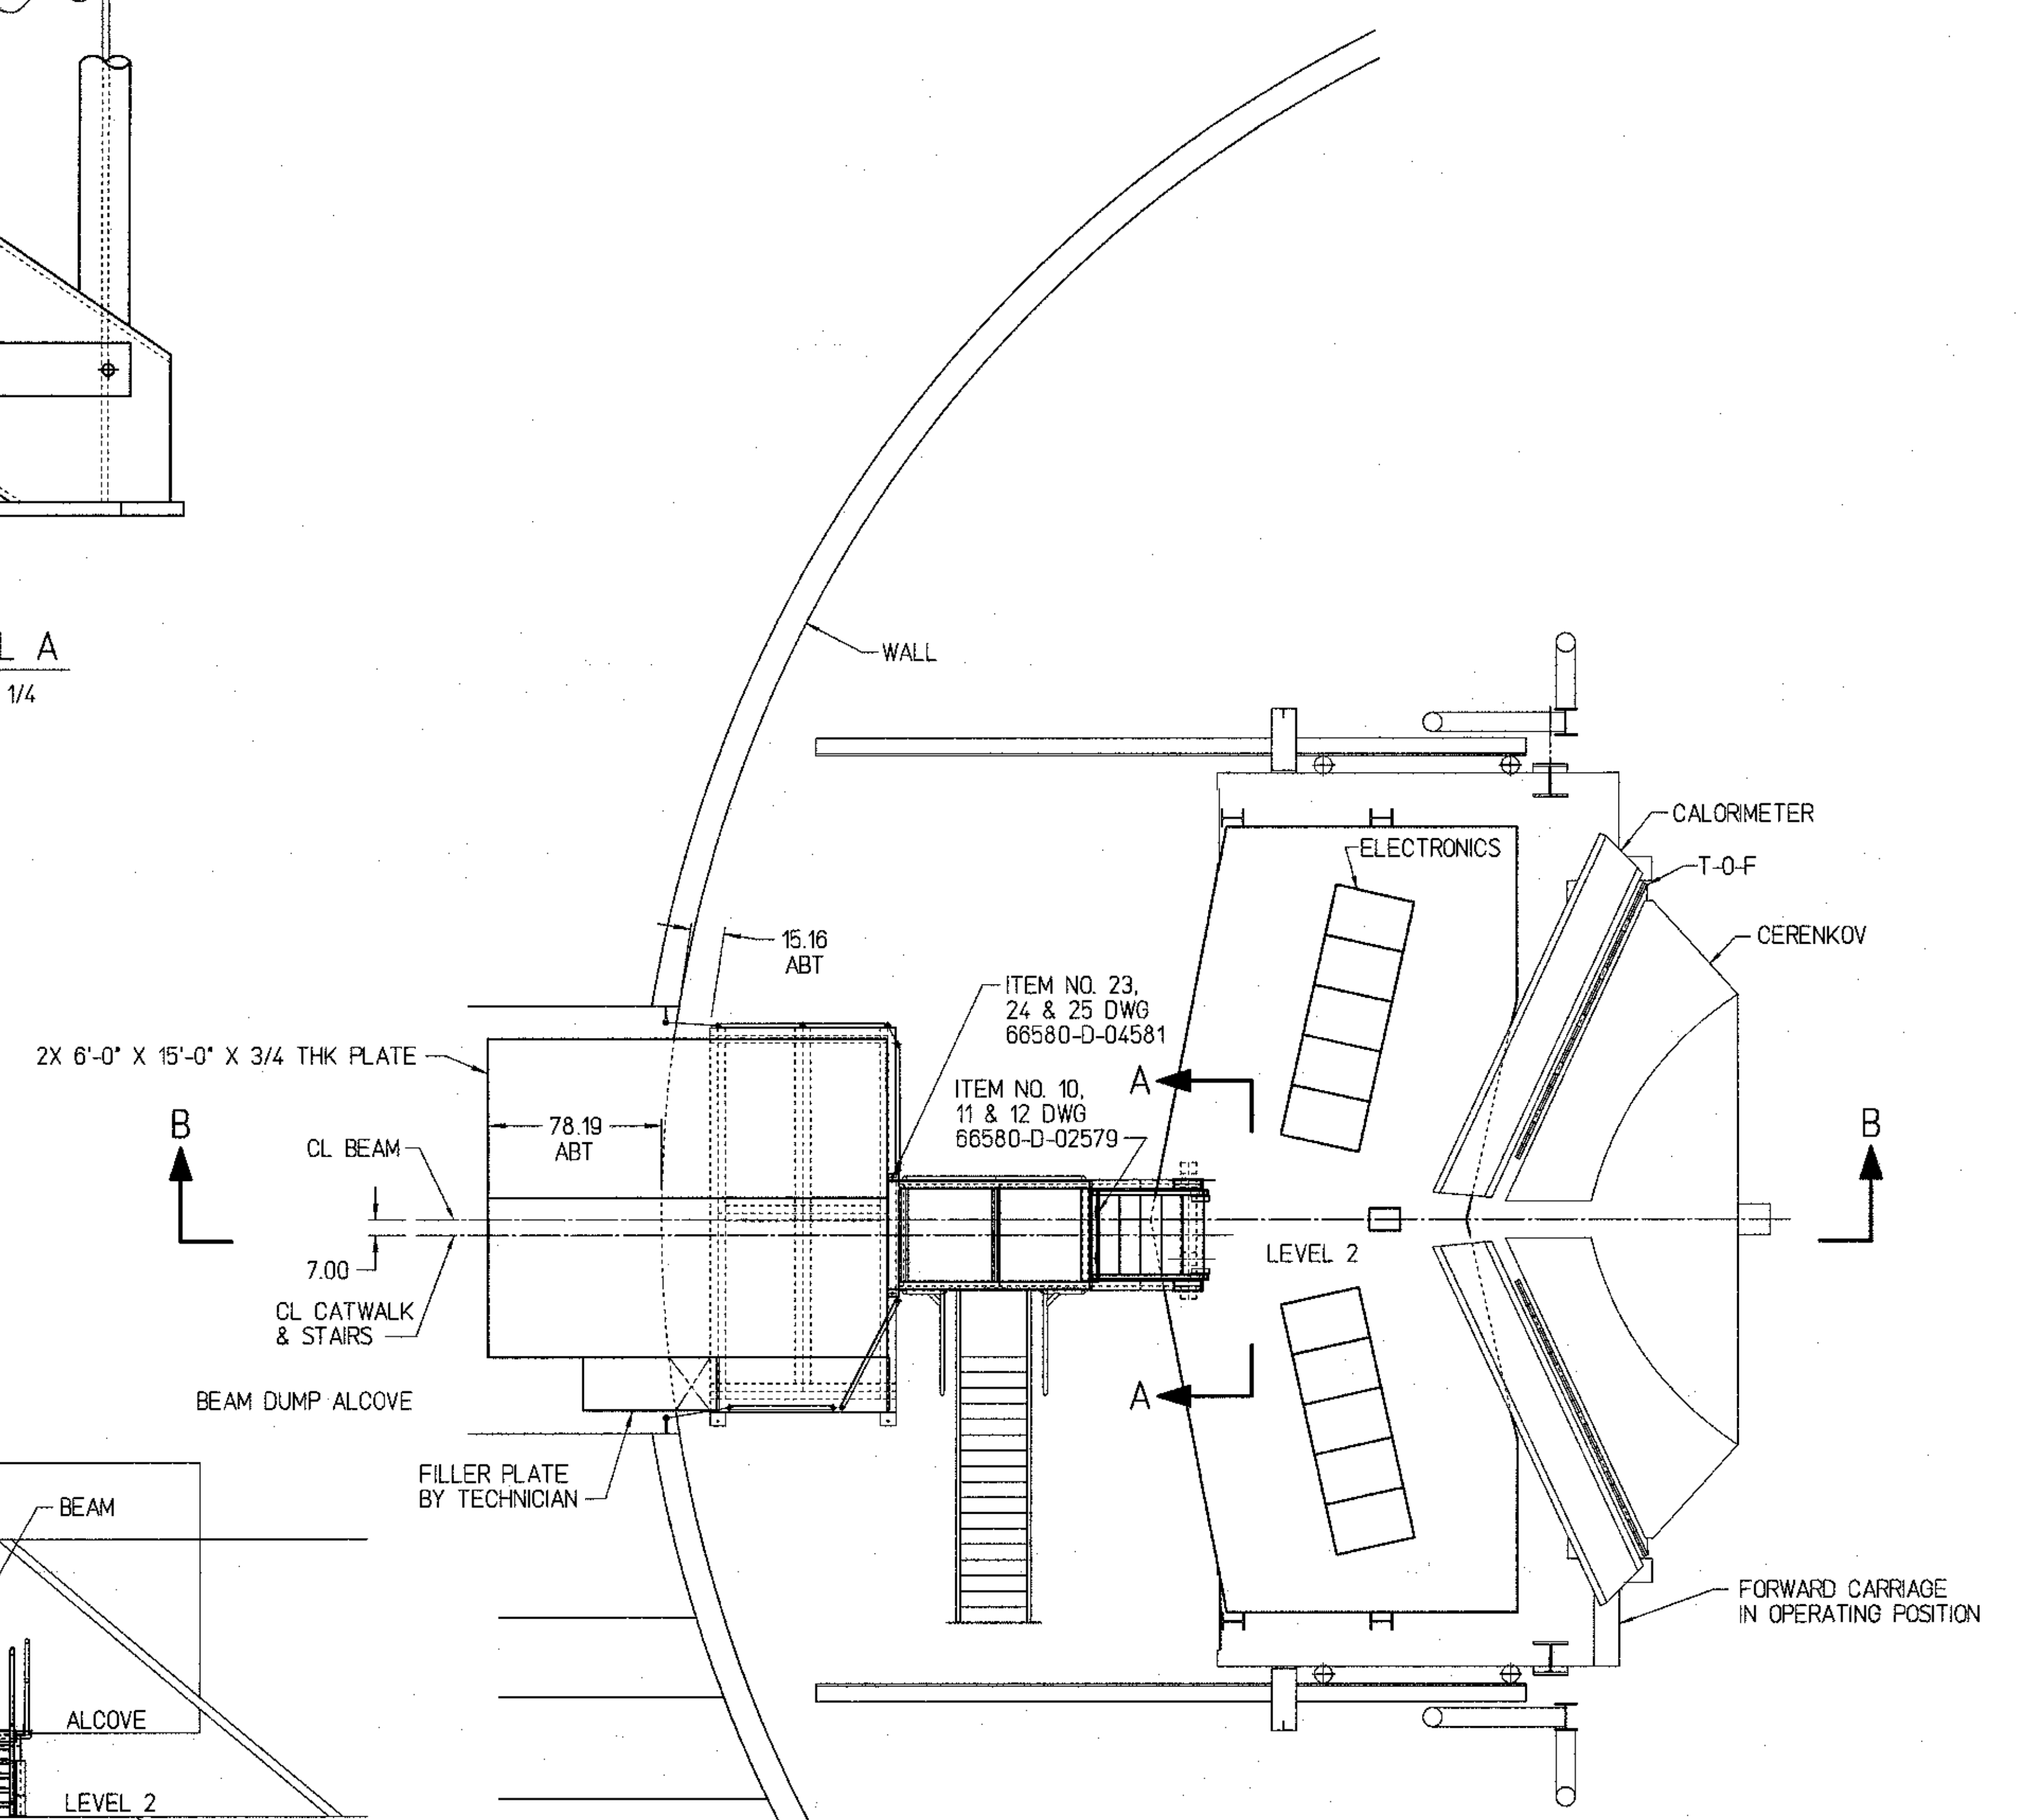 L A
1/4
WALL
CALORIMETER
ELECTRONICS
T-O-F
CERENKOV
15.16
ABT
ITEM NO. 23,
24 & 25 DWG
66580-D-04581
2X 6'-0" X 15'-0" X 3/4 THK PLATE
ITEM NO. 10,
11 & 12 DWG
66580-D-02579
A
B
78.19
ABT
CL BEAM
B
LEVEL 2
7.00
CL CATWALK
& STAIRS
A
BEAM DUMP ALCOVE
FILLER PLATE
BY TECHNICIAN
BEAM
FORWARD CARRIAGE
IN OPERATING POSITION
ALCOVE
LEVEL 2